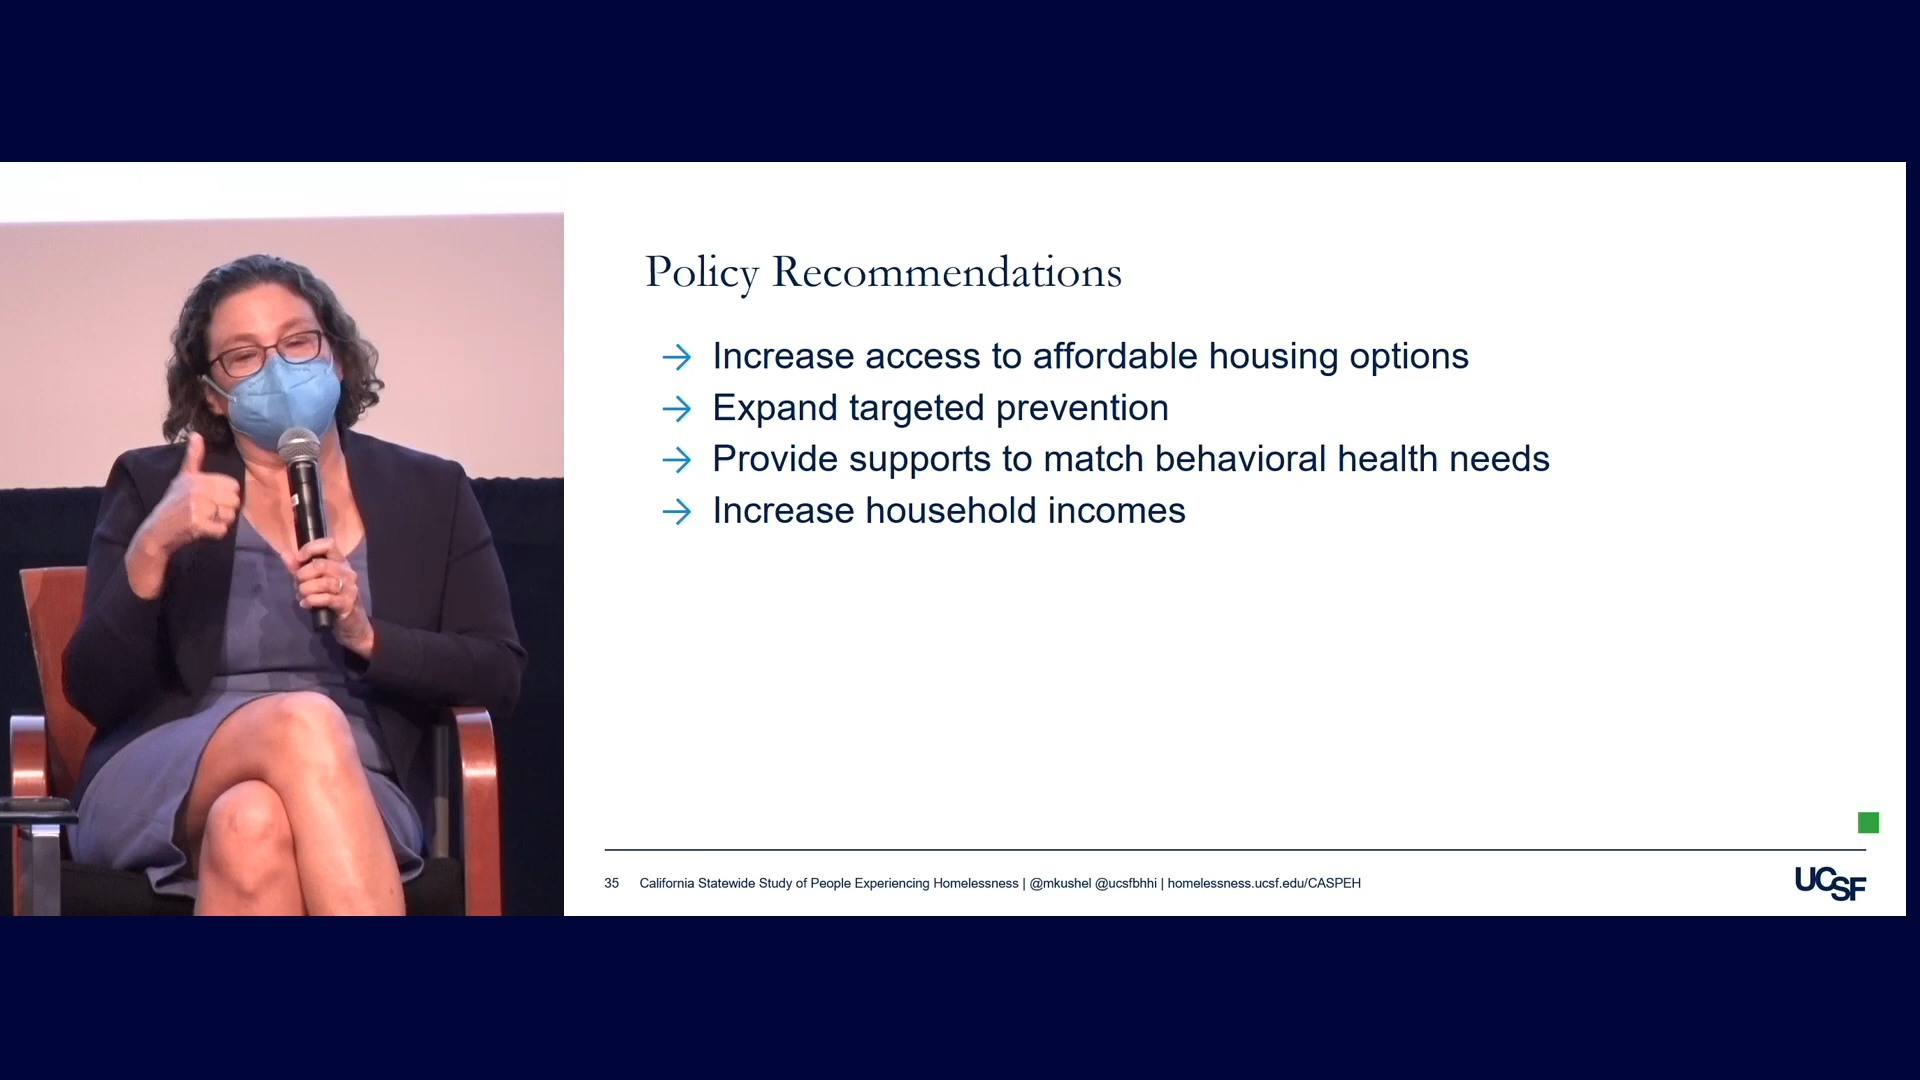 Policy Recommendations
→ Increase access to affordable housing options
→ Expand targeted prevention
→ Provide supports to match behavioral health needs
→ Increase household incomes
35 California Statewide Study of People Experiencing Homelessness | @mkushel @ucsfbhhi | homelessness.ucsf.edu/CASPEH
UCSF